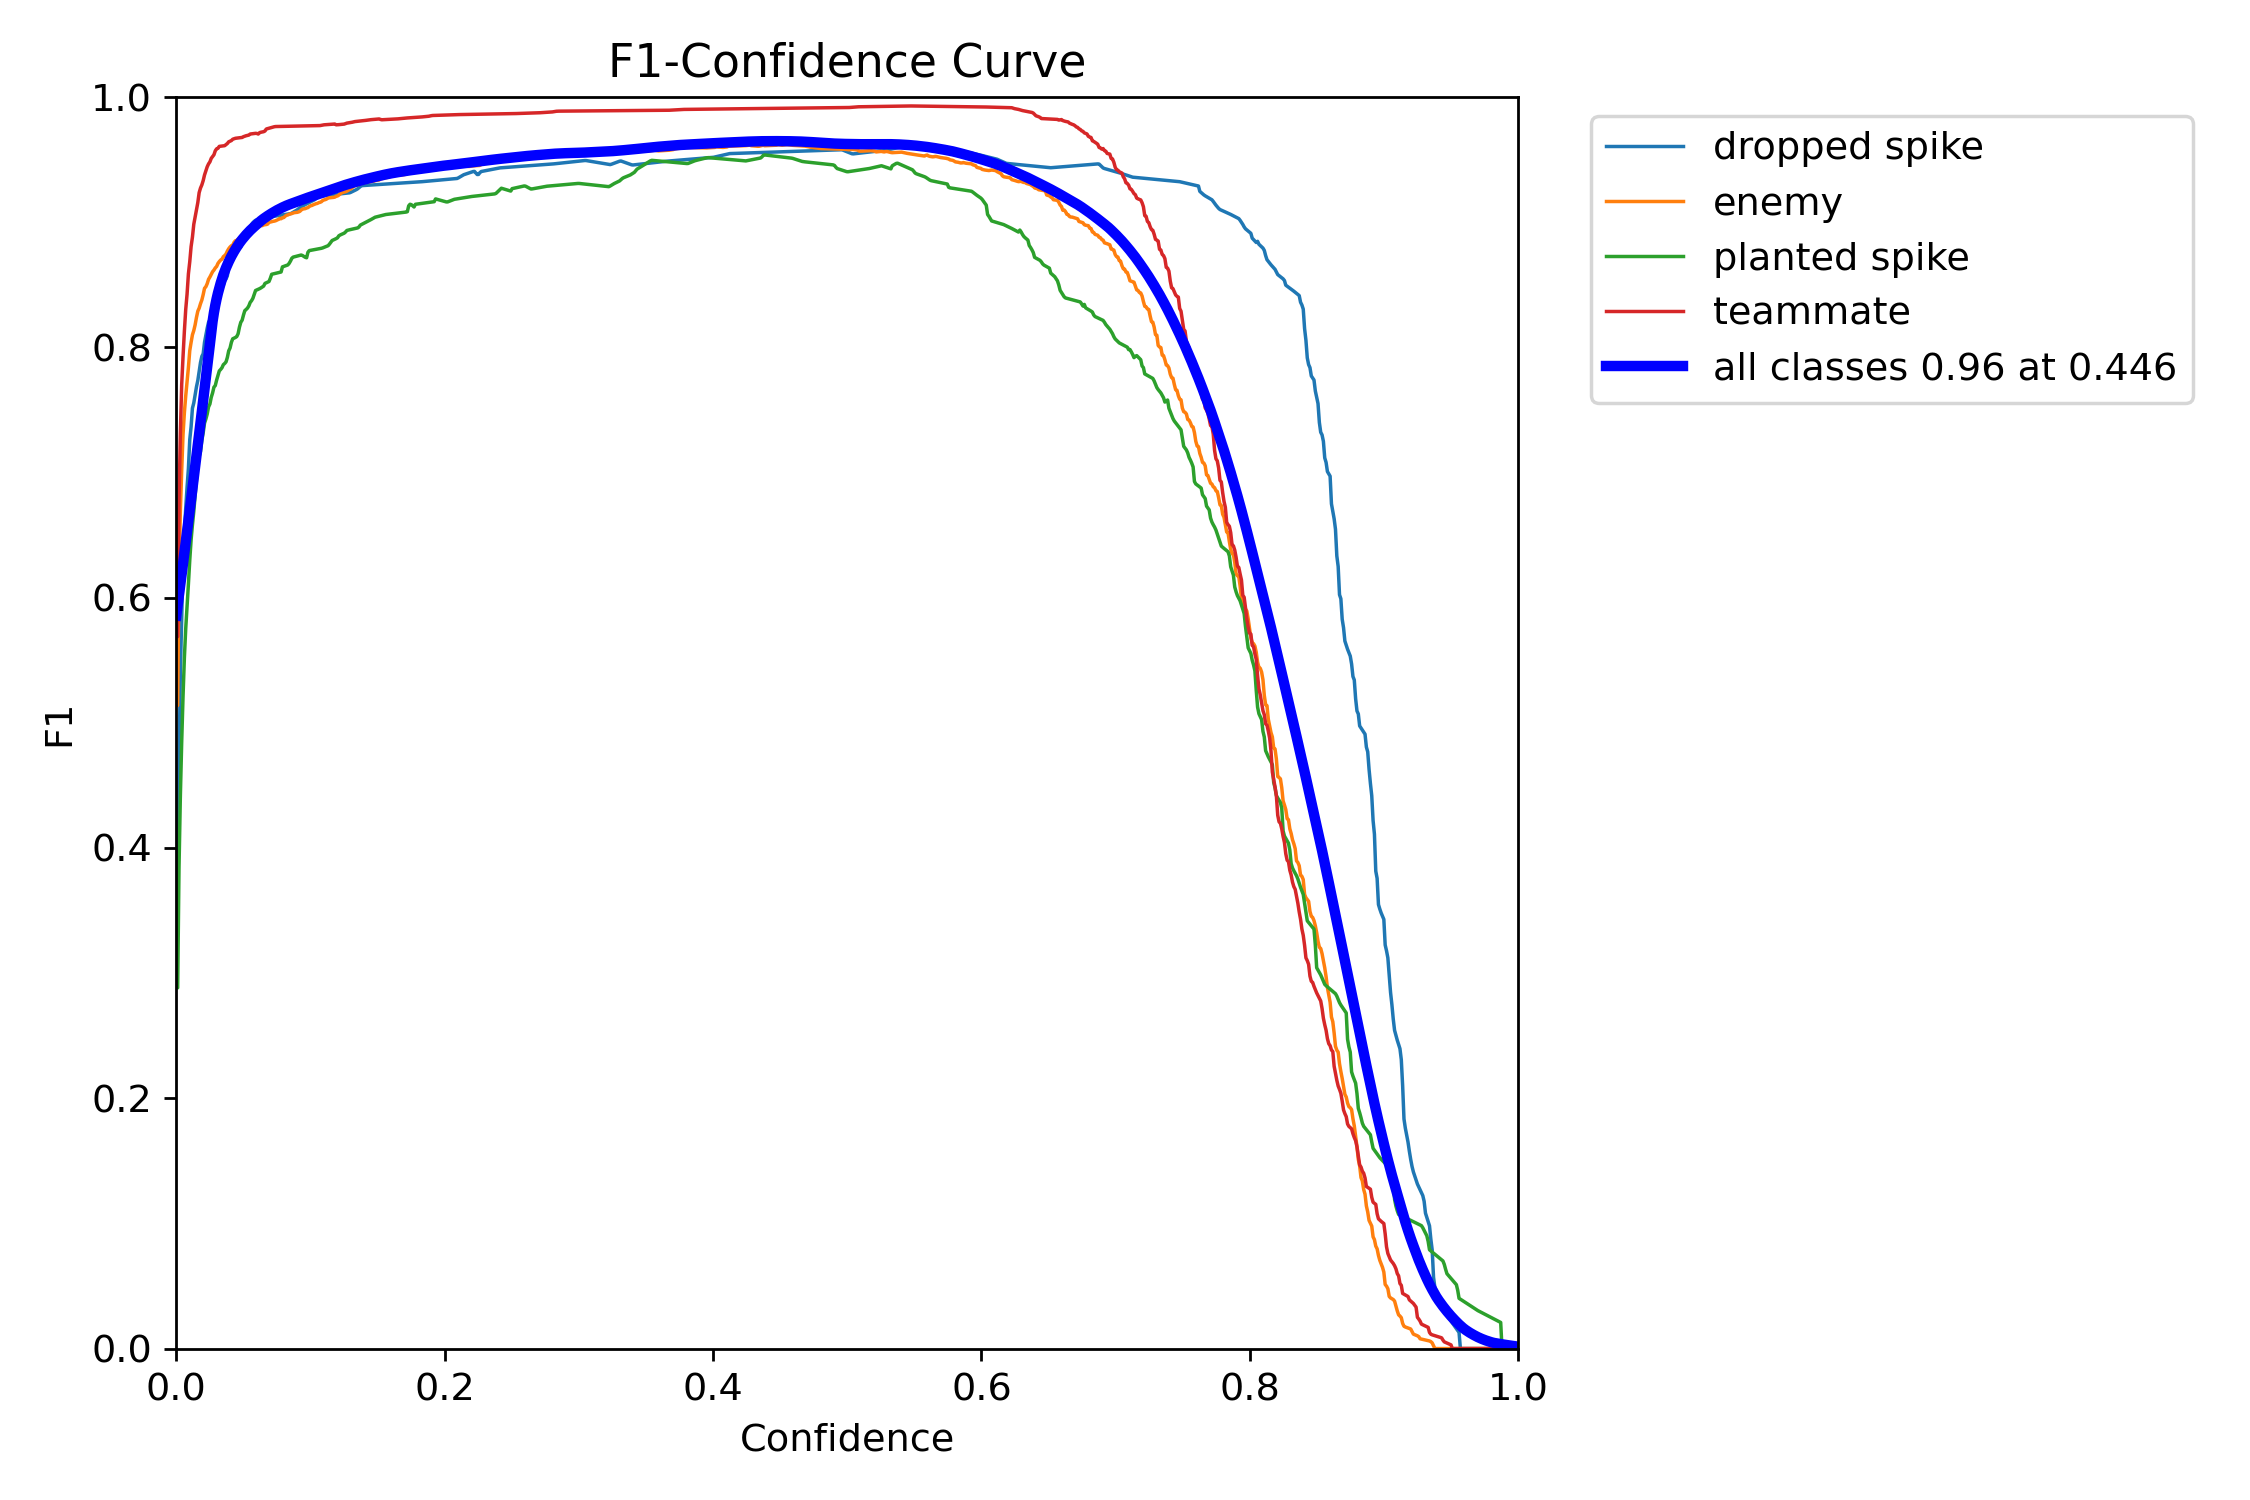 F1-Confidence Curve
1.0
0.8
0.6
0.4
0.2
0.0
F1
0.0 0.2 0.4 0.6 0.8 1.0
Confidence
dropped spike
enemy
planted spike
teammate
all classes 0.96 at 0.446